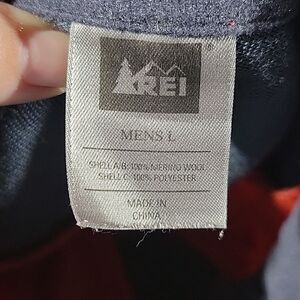 REI
®
MENS L
SHELL A/B: 100% MERINO WOOL
SHELL C: 100% POLYESTER
MADE IN
CHINA